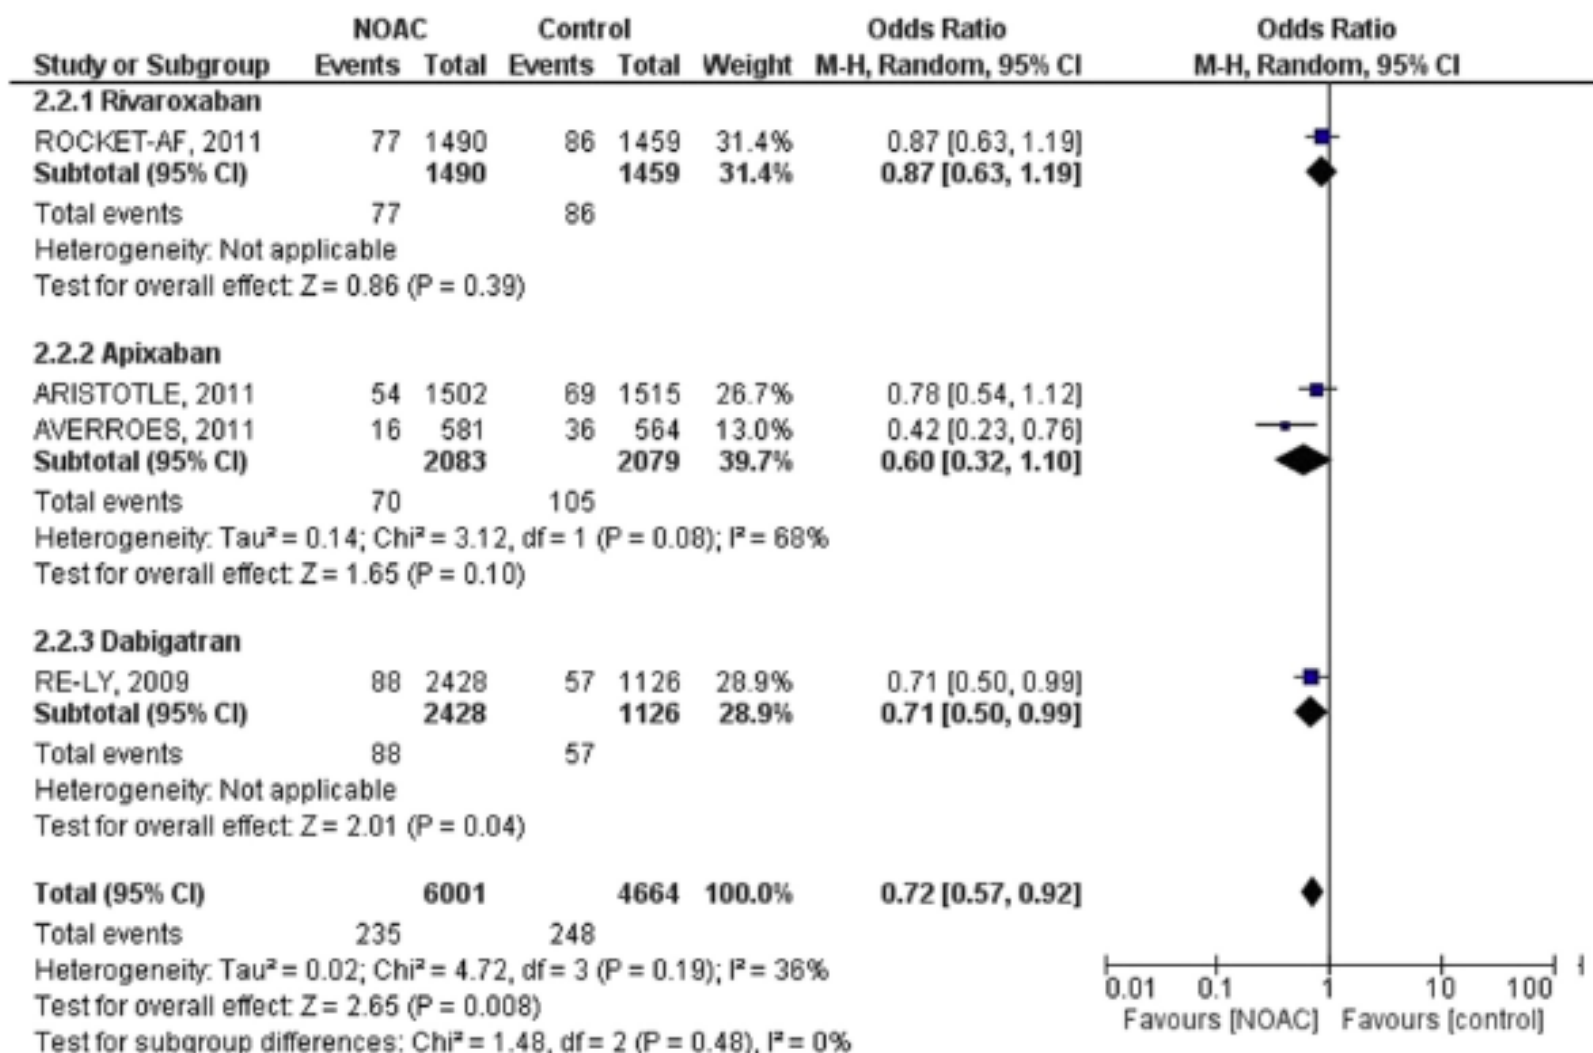 NOAC Control Odds Ratio Odds Ratio
Study or Subgroup Events Total Events Total Weight M-H, Random, 95% CI M-H, Random, 95% CI
2.2.1 Rivaroxaban
ROCKET-AF, 2011 77 1490 86 1459 31.4% 0.87 [0.63, 1.19]
Subtotal (95% CI) 1490 1459 31.4% 0.87 [0.63, 1.19]
Total events 77 86
Heterogeneity: Not applicable
Test for overall effect: Z = 0.86 (P = 0.39)
2.2.2 Apixaban
ARISTOTLE, 2011 54 1502 69 1515 26.7% 0.78 [0.54, 1.12]
AVERROES, 2011 16 581 36 564 13.0% 0.42 [0.23, 0.76]
Subtotal (95% CI) 2083 2079 39.7% 0.60 [0.32, 1.10]
Total events 70 105
Heterogeneity: Tau² = 0.14; Chi² = 3.12, df = 1 (P = 0.08); I² = 68%
Test for overall effect: Z = 1.65 (P = 0.10)
2.2.3 Dabigatran
RE-LY, 2009 88 2428 57 1126 28.9% 0.71 [0.50, 0.99]
Subtotal (95% CI) 2428 1126 28.9% 0.71 [0.50, 0.99]
Total events 88 57
Heterogeneity: Not applicable
Test for overall effect: Z = 2.01 (P = 0.04)
Total (95% CI) 6001 4664 100.0% 0.72 [0.57, 0.92]
Total events 235 248
Heterogeneity: Tau² = 0.02; Chi² = 4.72, df = 3 (P = 0.19); I² = 36%
Test for overall effect: Z = 2.65 (P = 0.008)
Test for subgroup differences: Chi² = 1.48, df = 2 (P = 0.48), I² = 0%
0.01 0.1 1 10 100
Favours [NOAC] Favours [control]